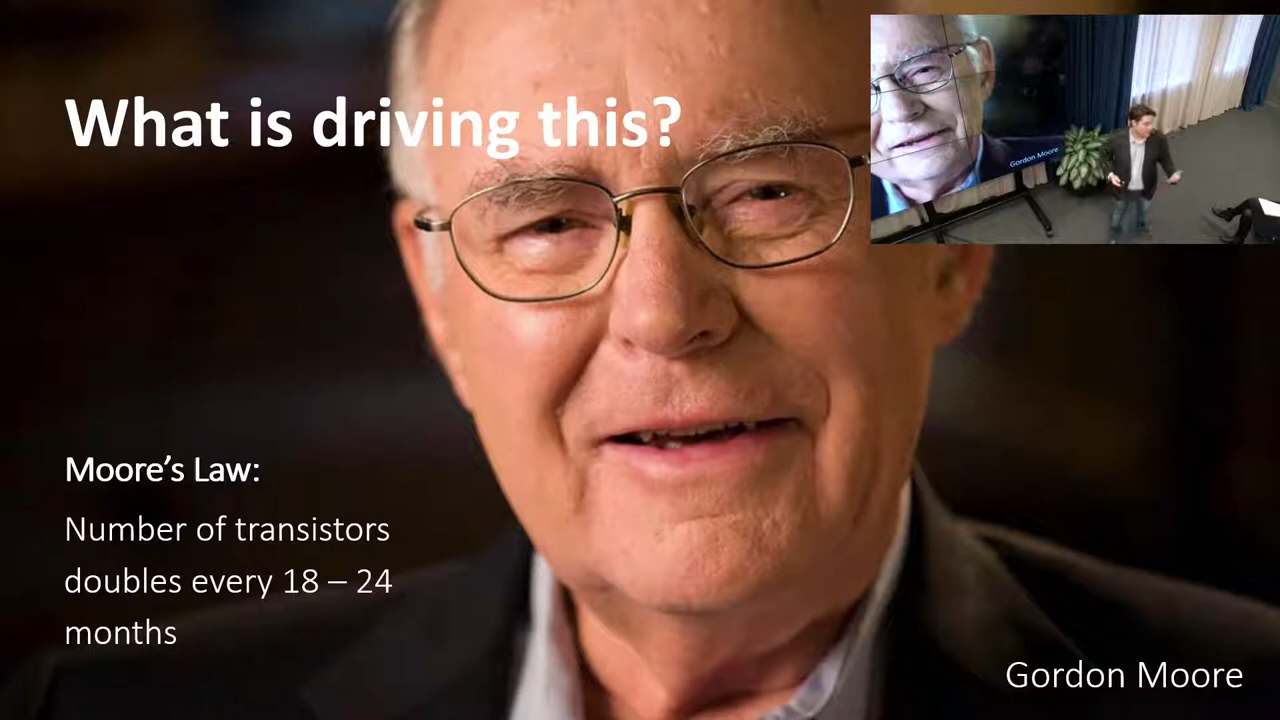 What is driving this?
Gordon Moore
Moore’s Law:
Number of transistors
doubles every 18 – 24
months
Gordon Moore